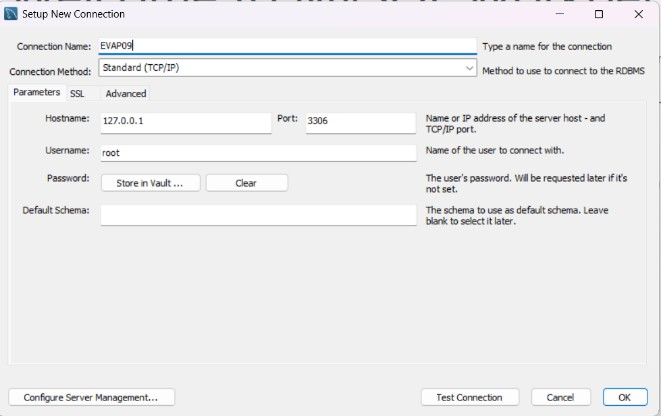 Setup New Connection
Connection Name: EVAP09 Type a name for the connection
Connection Method: Standard (TCP/IP) Method to use to connect to the RDBMS
Parameters SSL Advanced
Hostname: 127.0.0.1 Port: 3306 Name or IP address of the server host - and
TCP/IP port.
Username: root Name of the user to connect with.
Password: Store in Vault ... Clear The user's password. Will be requested later if it's
not set.
Default Schema: The schema to use as default schema. Leave
blank to select it later.
Configure Server Management... Test Connection Cancel OK